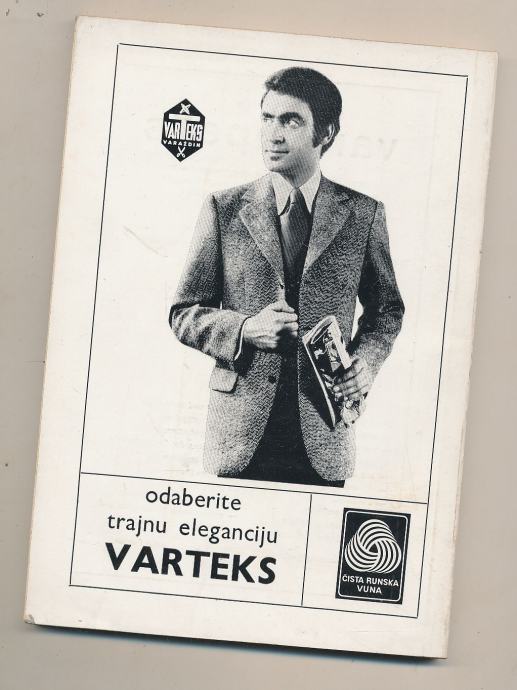 VARTEKS
VARAŽDIN
odaberite
trajnu eleganciju
VARTEKS
ČISTA RUNSKA
VUNA